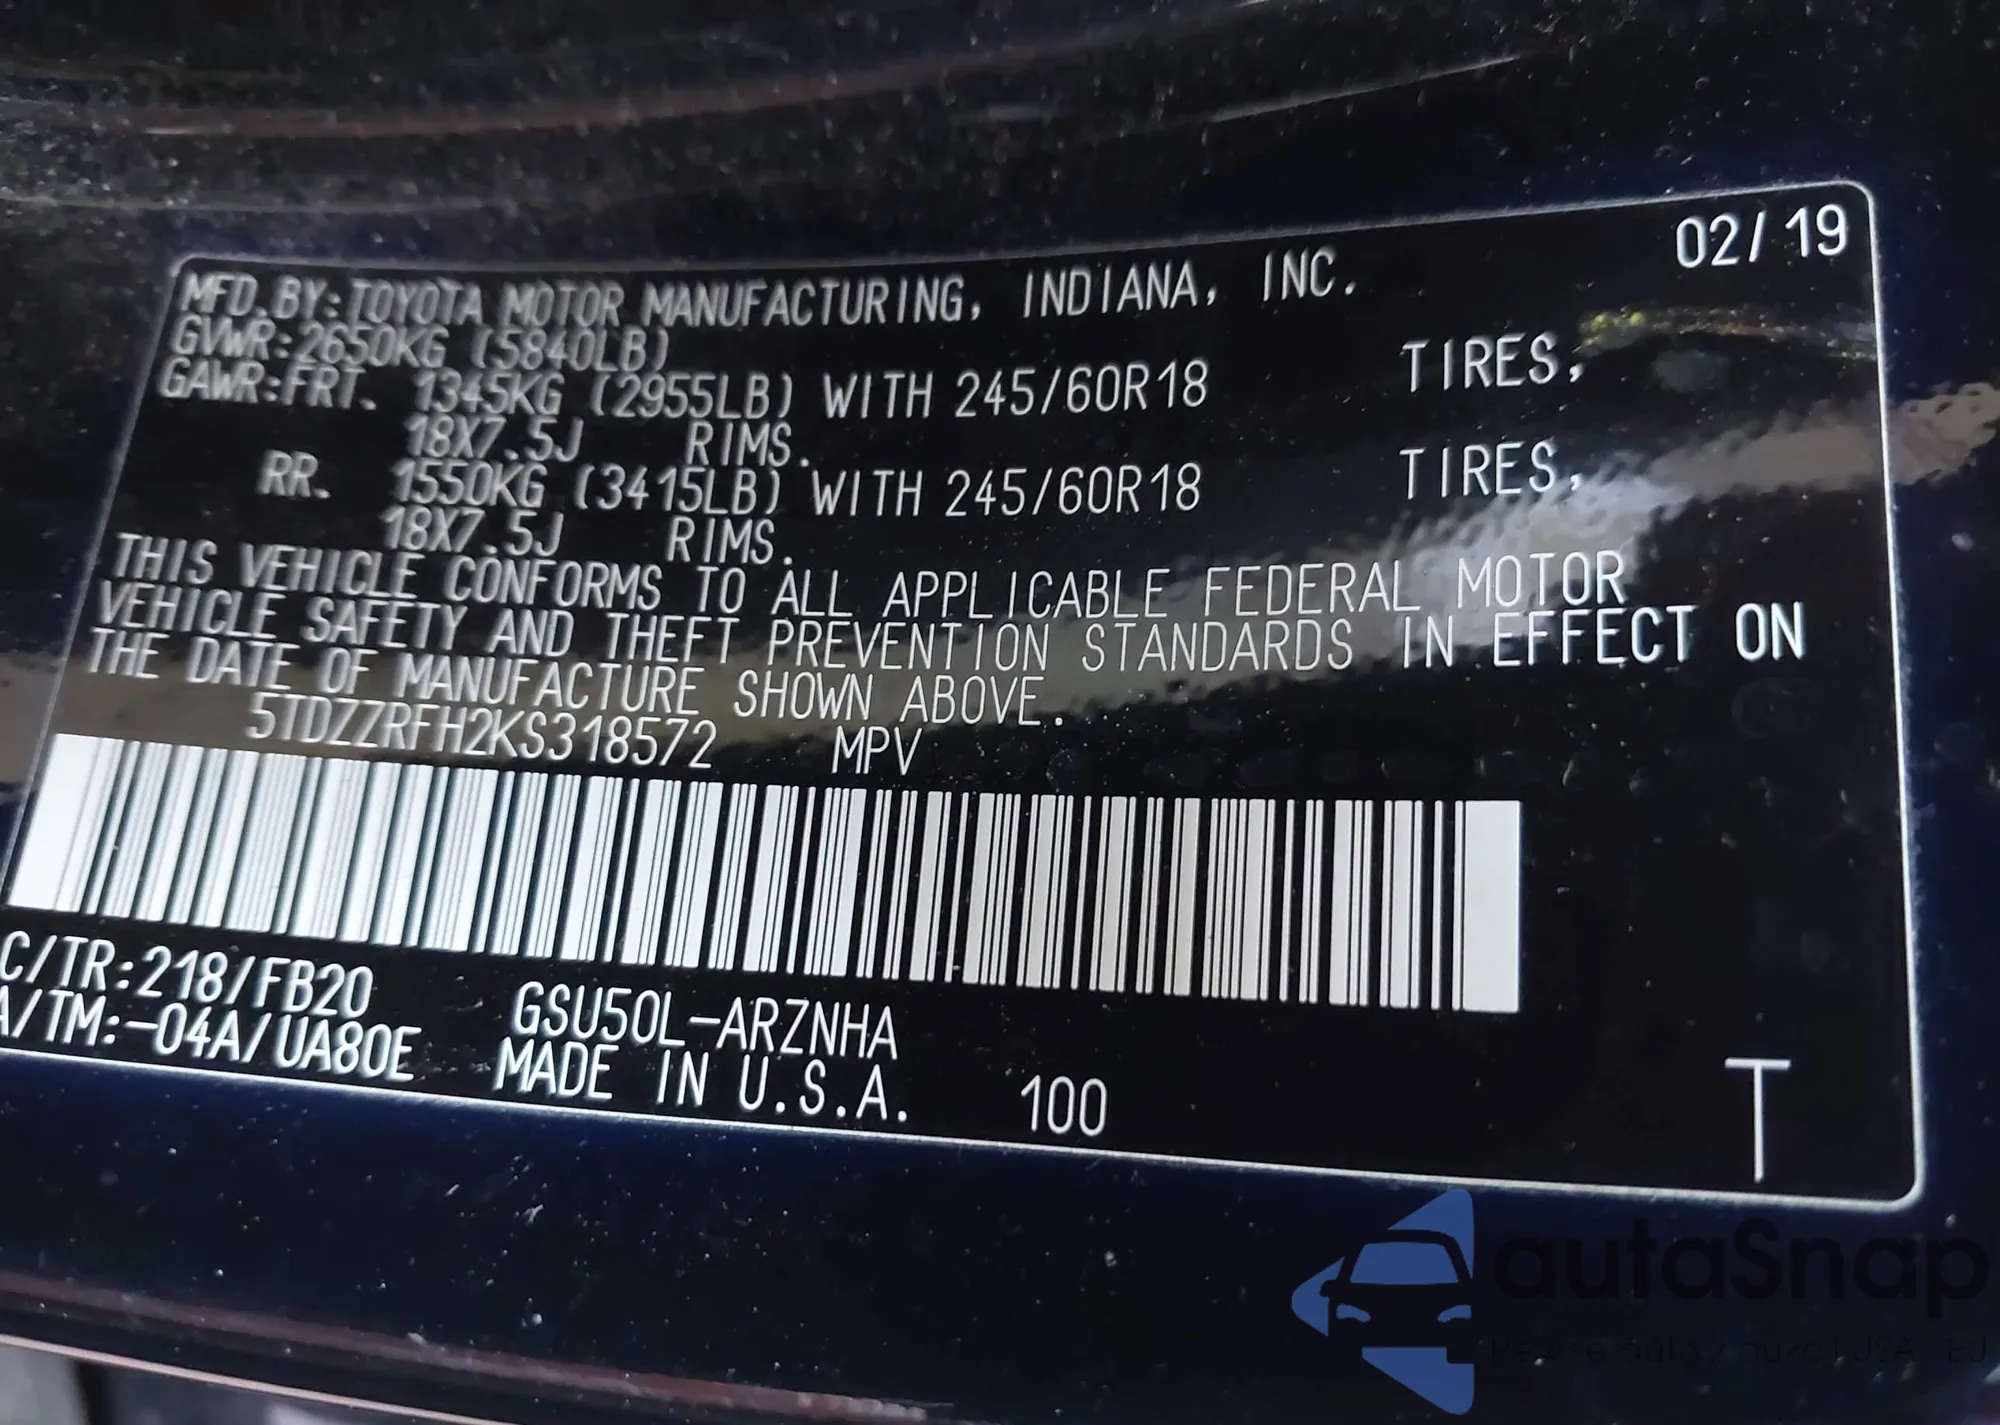 02/19
MFD.BY:TOYOTA MOTOR MANUFACTURING, INDIANA, INC.
GVWR:2650KG (5840LB)
GAWR:FRT. 1345KG (2955LB) WITH 245/60R18 TIRES,
18X7.5J RIMS.
RR. 1550KG (3415LB) WITH 245/60R18 TIRES,
18X7.5J RIMS.
THIS VEHICLE CONFORMS TO ALL APPLICABLE FEDERAL MOTOR
VEHICLE SAFETY AND THEFT PREVENTION STANDARDS IN EFFECT ON
THE DATE OF MANUFACTURE SHOWN ABOVE.
5TDZZRFH2KS318572 MPV
C/TR:218/FB20 GSU50L-ARZNHA
A/TM:-04A/UA80E MADE IN U.S.A. 100
T
autaSnap